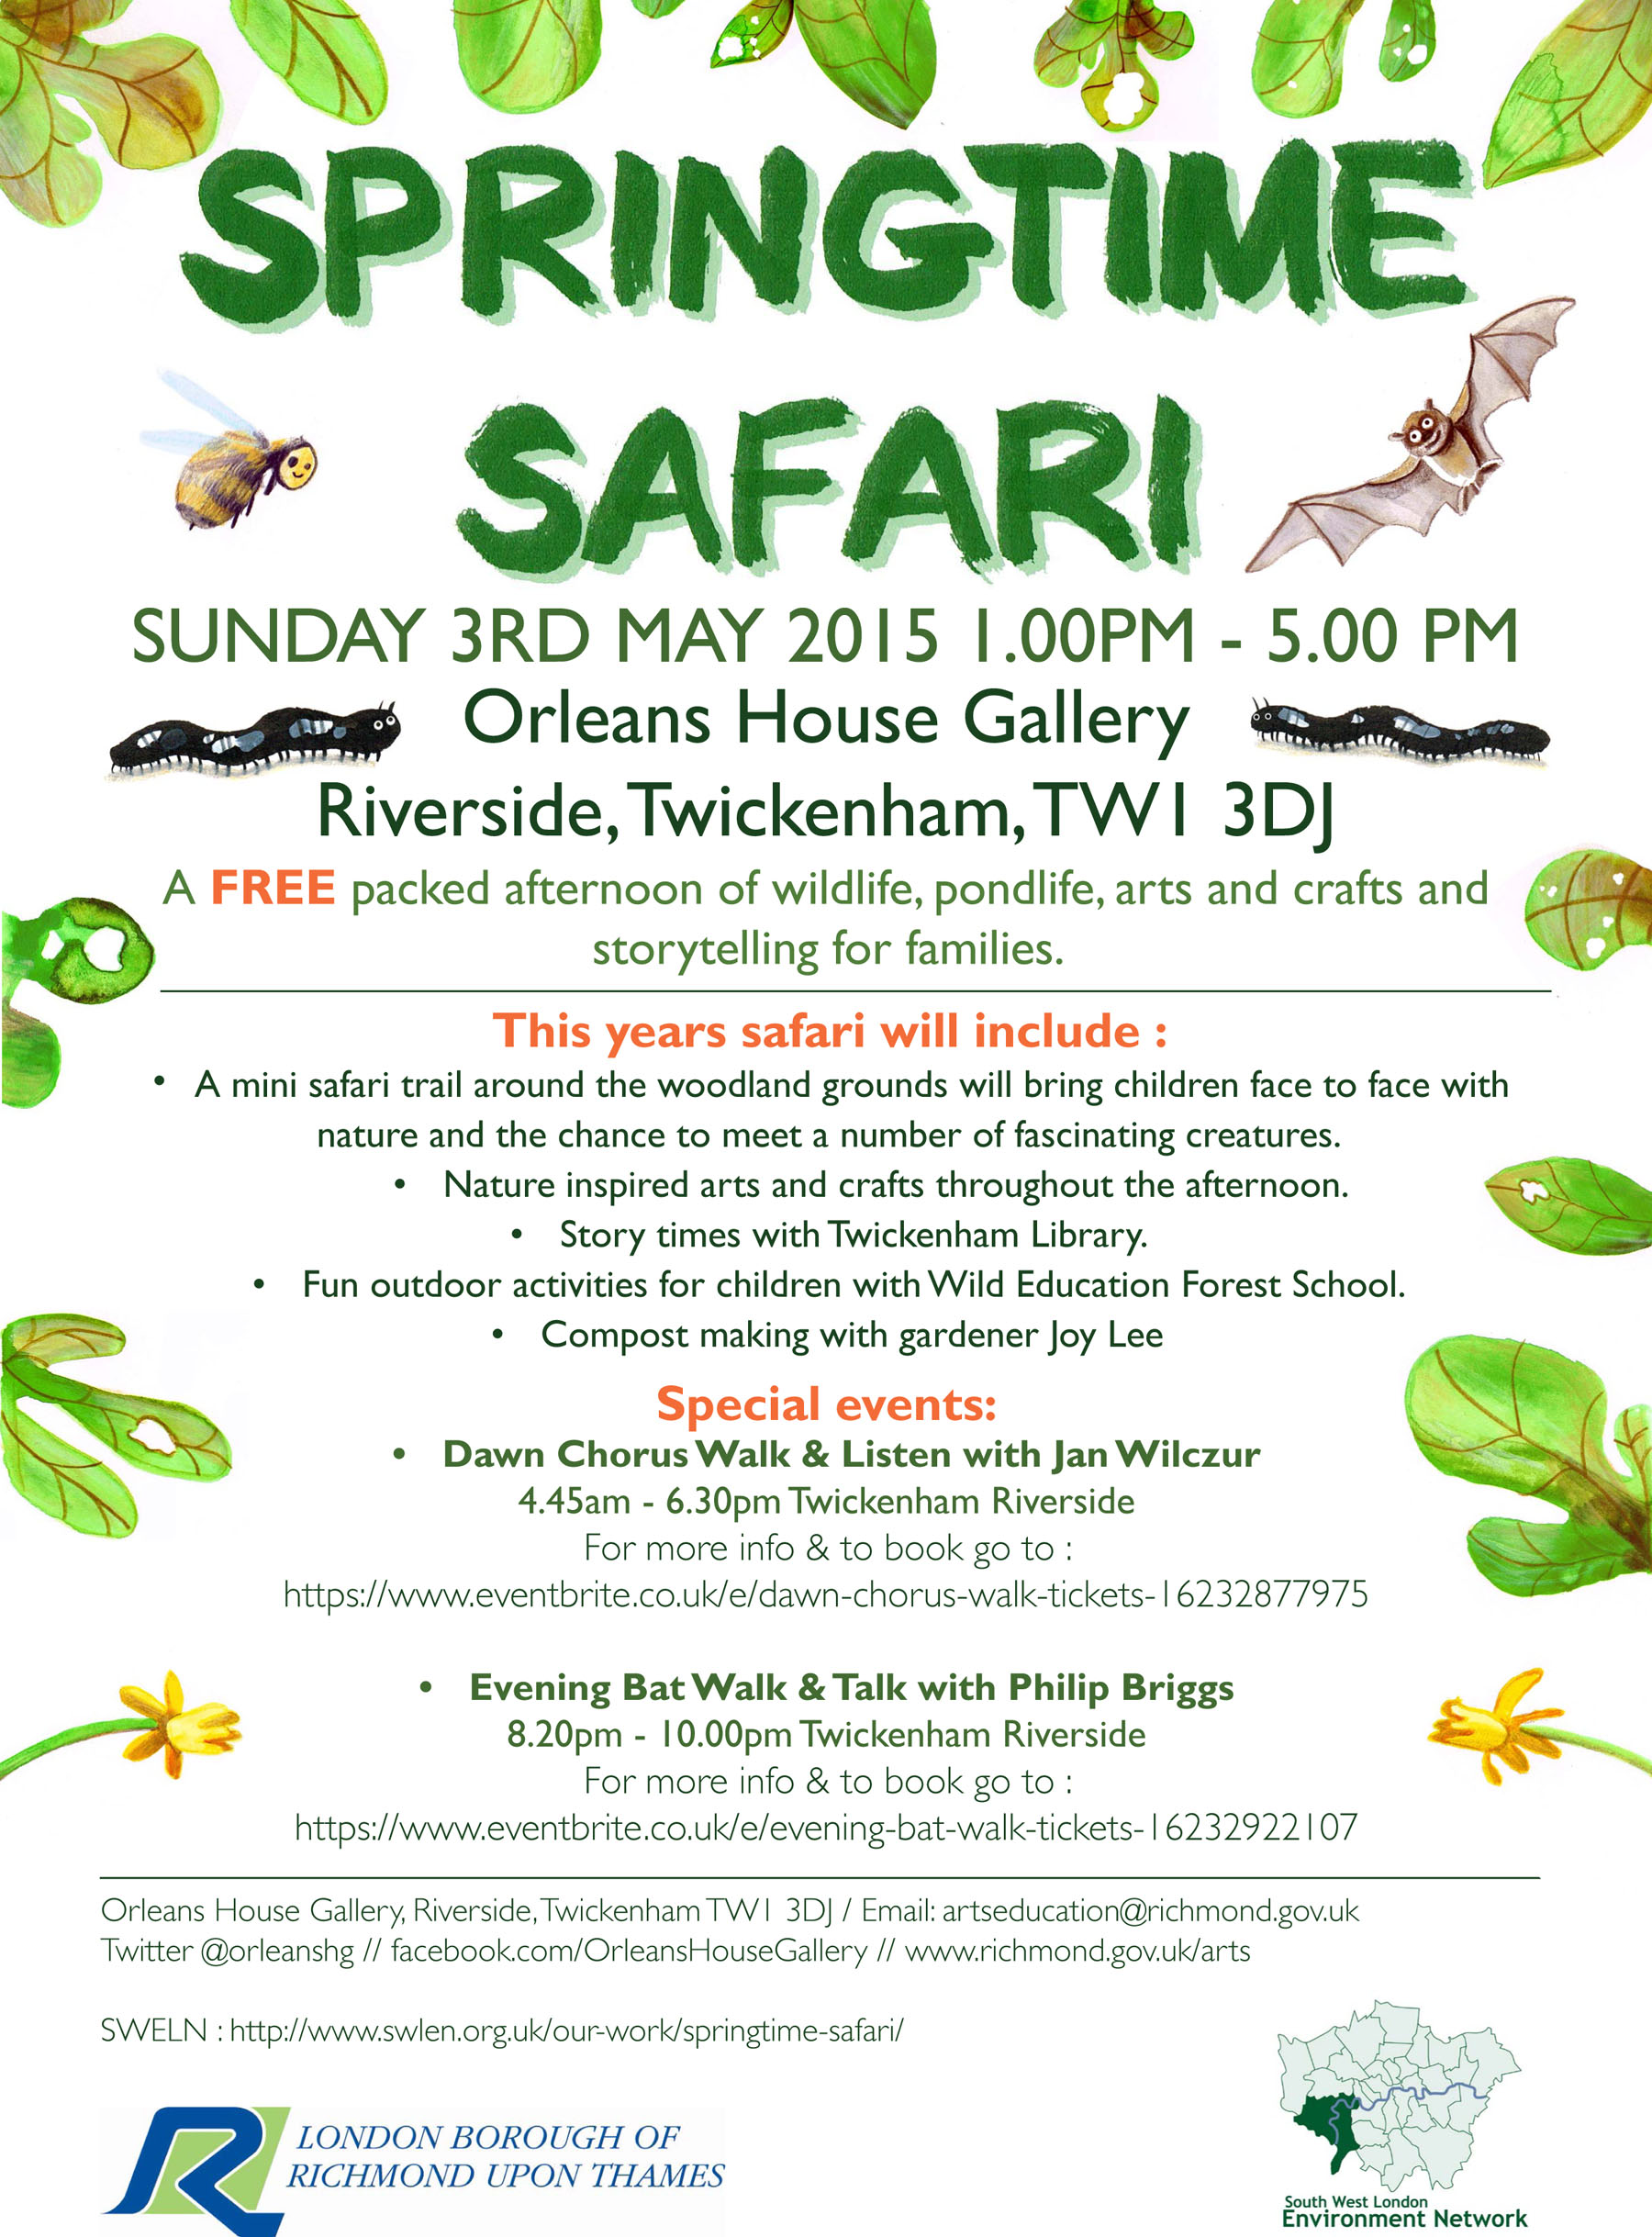 SPRINGTIME
SAFARI
SUNDAY 3RD MAY 2015 1.00PM - 5.00 PM
Orleans House Gallery
Riverside, Twickenham, TW1 3DJ
A FREE packed afternoon of wildlife, pondlife, arts and crafts and
storytelling for families.
This years safari will include :
• A mini safari trail around the woodland grounds will bring children face to face with
nature and the chance to meet a number of fascinating creatures.
• Nature inspired arts and crafts throughout the afternoon.
• Story times with Twickenham Library.
• Fun outdoor activities for children with Wild Education Forest School.
• Compost making with gardener Joy Lee
Special events:
• Dawn Chorus Walk & Listen with Jan Wilczur
4.45am - 6.30pm Twickenham Riverside
For more info & to book go to :
https://www.eventbrite.co.uk/e/dawn-chorus-walk-tickets-16232877975
• Evening Bat Walk & Talk with Philip Briggs
8.20pm - 10.00pm Twickenham Riverside
For more info & to book go to :
https://www.eventbrite.co.uk/e/evening-bat-walk-tickets-16232922107
Orleans House Gallery, Riverside, Twickenham TW1 3DJ / Email: artseducation@richmond.gov.uk
Twitter @orleanshg // facebook.com/OrleansHouseGallery // www.richmond.gov.uk/arts
SWELN : http://www.swlen.org.uk/our-work/springtime-safari/
LONDON BOROUGH OF
RICHMOND UPON THAMES
South West London
Environment Network